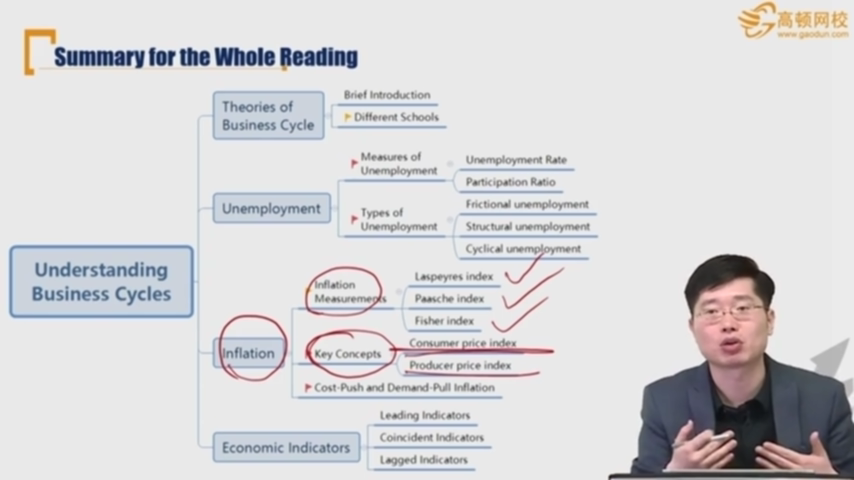 高顿网校
www.gaodun.com
Summary for the Whole Reading
Understanding
Business Cycles
Theories of
Business Cycle
Brief Introduction
Different Schools
Unemployment
Measures of
Unemployment
Unemployment Rate
Participation Ratio
Types of
Unemployment
Frictional unemployment
Structural unemployment
Cyclical unemployment
Inflation
Inflation
Measurements
Laspeyres index
Paasche index
Fisher index
Key Concepts
Consumer price index
Producer price index
Cost-Push and Demand-Pull Inflation
Economic Indicators
Leading Indicators
Coincident Indicators
Lagged Indicators